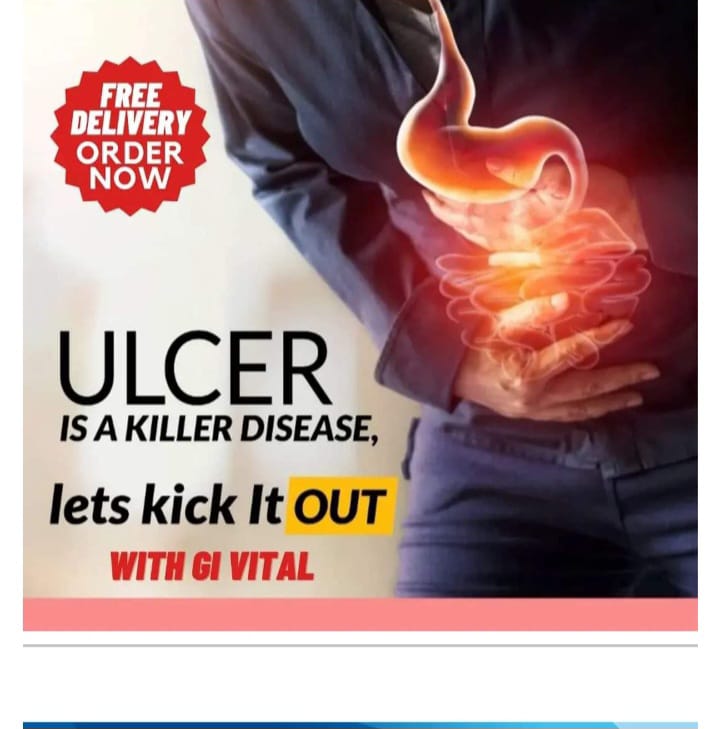 FREE
DELIVERY
ORDER
NOW
ULCER
IS A KILLER DISEASE,
lets kick It OUT
WITH GI VITAL